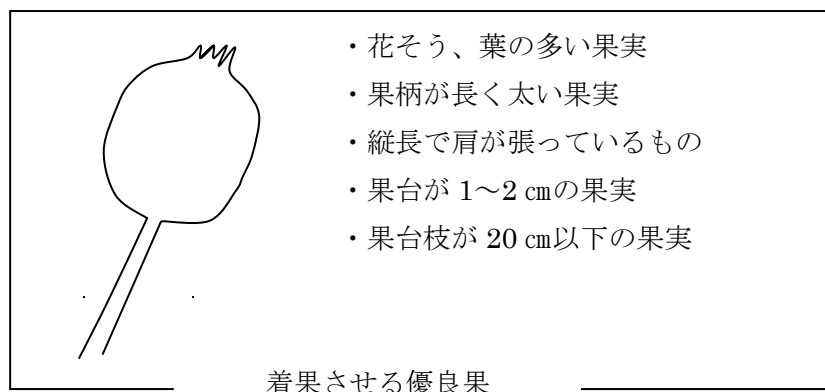 ・花そう、葉の多い果実
・果柄が長く太い果実
・縦長で肩が張っているもの
・果台が 1～2 ㎝の果実
・果台枝が 20 ㎝以下の果実
着果させる優良果